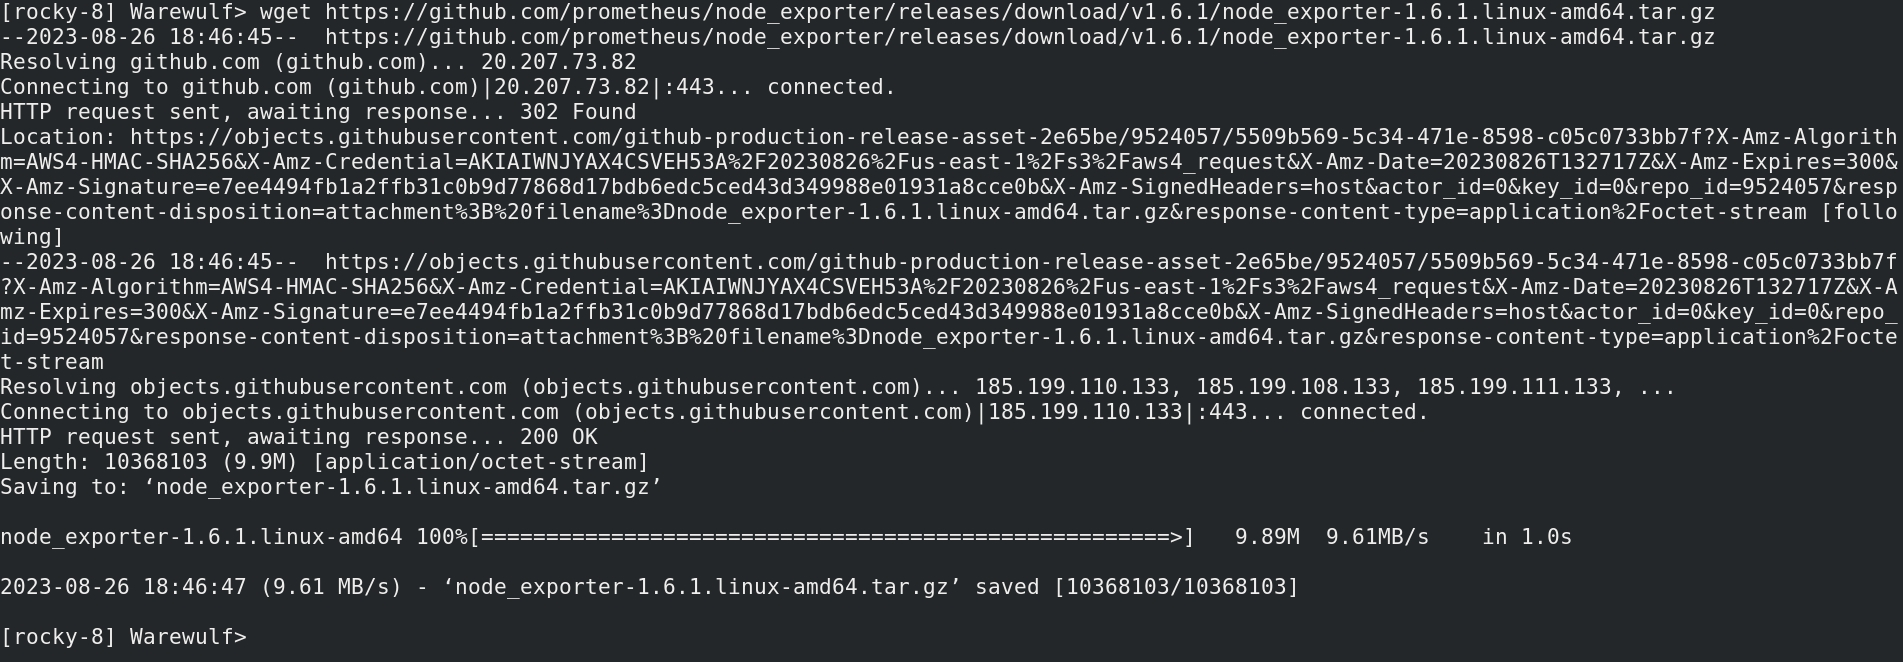 [rocky-8] Warewulf> wget https://github.com/prometheus/node_exporter/releases/download/v1.6.1/node_exporter-1.6.1.linux-amd64.tar.gz
--2023-08-26 18:46:45--  https://github.com/prometheus/node_exporter/releases/download/v1.6.1/node_exporter-1.6.1.linux-amd64.tar.gz
Resolving github.com (github.com)... 20.207.73.82
Connecting to github.com (github.com)|20.207.73.82|:443... connected.
HTTP request sent, awaiting response... 302 Found
Location: https://objects.githubusercontent.com/github-production-release-asset-2e65be/9524057/5509b569-5c34-471e-8598-c05c0733bb7f?X-Amz-Algorith
m=AWS4-HMAC-SHA256&X-Amz-Credential=AKIAIWNJYAX4CSVEH53A%2F20230826%2Fus-east-1%2Fs3%2Faws4_request&X-Amz-Date=20230826T132717Z&X-Amz-Expires=300&
X-Amz-Signature=e7ee4494fb1a2ffb31c0b9d77868d17bdb6edc5ced43d349988e01931a8cce0b&X-Amz-SignedHeaders=host&actor_id=0&key_id=0&repo_id=9524057&resp
onse-content-disposition=attachment%3B%20filename%3Dnode_exporter-1.6.1.linux-amd64.tar.gz&response-content-type=application%2Foctet-stream [follo
wing]
--2023-08-26 18:46:45--  https://objects.githubusercontent.com/github-production-release-asset-2e65be/9524057/5509b569-5c34-471e-8598-c05c0733bb7f
?X-Amz-Algorithm=AWS4-HMAC-SHA256&X-Amz-Credential=AKIAIWNJYAX4CSVEH53A%2F20230826%2Fus-east-1%2Fs3%2Faws4_request&X-Amz-Date=20230826T132717Z&X-A
mz-Expires=300&X-Amz-Signature=e7ee4494fb1a2ffb31c0b9d77868d17bdb6edc5ced43d349988e01931a8cce0b&X-Amz-SignedHeaders=host&actor_id=0&key_id=0&repo_
id=9524057&response-content-disposition=attachment%3B%20filename%3Dnode_exporter-1.6.1.linux-amd64.tar.gz&response-content-type=application%2Focte
t-stream
Resolving objects.githubusercontent.com (objects.githubusercontent.com)... 185.199.110.133, 185.199.108.133, 185.199.111.133, ...
Connecting to objects.githubusercontent.com (objects.githubusercontent.com)|185.199.110.133|:443... connected.
HTTP request sent, awaiting response... 200 OK
Length: 10368103 (9.9M) [application/octet-stream]
Saving to: ‘node_exporter-1.6.1.linux-amd64.tar.gz’
node_exporter-1.6.1.linux-amd64 100%[=====================================================>]   9.89M  9.61MB/s    in 1.0s
2023-08-26 18:46:47 (9.61 MB/s) - ‘node_exporter-1.6.1.linux-amd64.tar.gz’ saved [10368103/10368103]
[rocky-8] Warewulf>